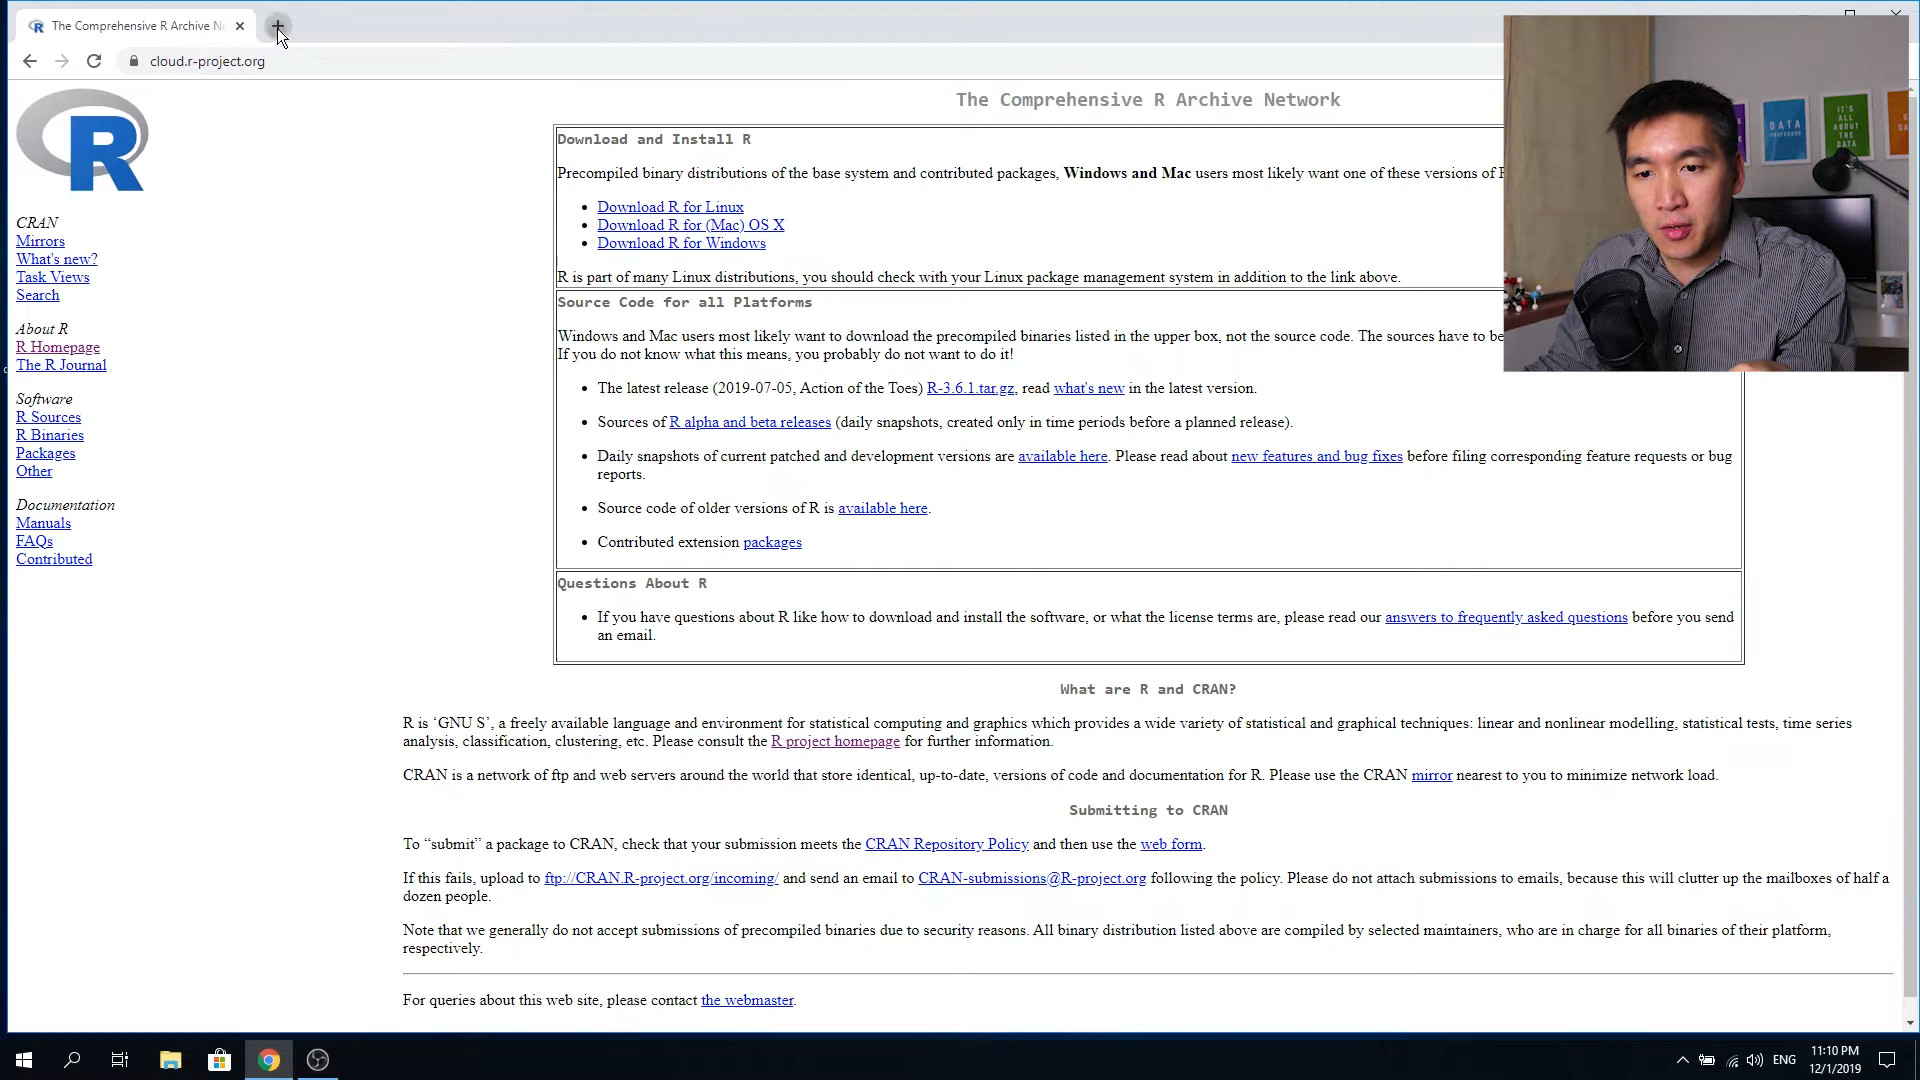 The Comprehensive R Archive Ne
cloud.r-project.org
R
CRAN
Mirrors
What's new?
Task Views
Search
About R
R Homepage
The R Journal
Software
R Sources
R Binaries
Packages
Other
Documentation
Manuals
FAQs
Contributed
The Comprehensive R Archive Network
Download and Install R
Precompiled binary distributions of the base system and contributed packages, Windows and Mac users most likely want one of these versions of
Download R for Linux
Download R for (Mac) OS X
Download R for Windows
R is part of many Linux distributions, you should check with your Linux package management system in addition to the link above.
Source Code for all Platforms
Windows and Mac users most likely want to download the precompiled binaries listed in the upper box, not the source code. The sources have to be
If you do not know what this means, you probably do not want to do it!
The latest release (2019-07-05, Action of the Toes) R-3.6.1.tar.gz, read what's new in the latest version.
Sources of R alpha and beta releases (daily snapshots, created only in time periods before a planned release).
Daily snapshots of current patched and development versions are available here. Please read about new features and bug fixes before filing corresponding feature requests or bug
reports.
Source code of older versions of R is available here.
Contributed extension packages
Questions About R
If you have questions about R like how to download and install the software, or what the license terms are, please read our answers to frequently asked questions before you send
an email.
What are R and CRAN?
R is ‘GNU S’, a freely available language and environment for statistical computing and graphics which provides a wide variety of statistical and graphical techniques: linear and nonlinear modelling, statistical tests, time series
analysis, classification, clustering, etc. Please consult the R project homepage for further information.
CRAN is a network of ftp and web servers around the world that store identical, up-to-date, versions of code and documentation for R. Please use the CRAN mirror nearest to you to minimize network load.
Submitting to CRAN
To “submit” a package to CRAN, check that your submission meets the CRAN Repository Policy and then use the web form.
If this fails, upload to ftp://CRAN.R-project.org/incoming/ and send an email to CRAN-submissions@R-project.org following the policy. Please do not attach submissions to emails, because this will clutter up the mailboxes of half a
dozen people.
Note that we generally do not accept submissions of precompiled binaries due to security reasons. All binary distribution listed above are compiled by selected maintainers, who are in charge for all binaries of their platform,
respectively.
For queries about this web site, please contact the webmaster.
DATA
IT'S
ALL
ABOUT
THE
DATA
ENG
11:10 PM
12/1/2019